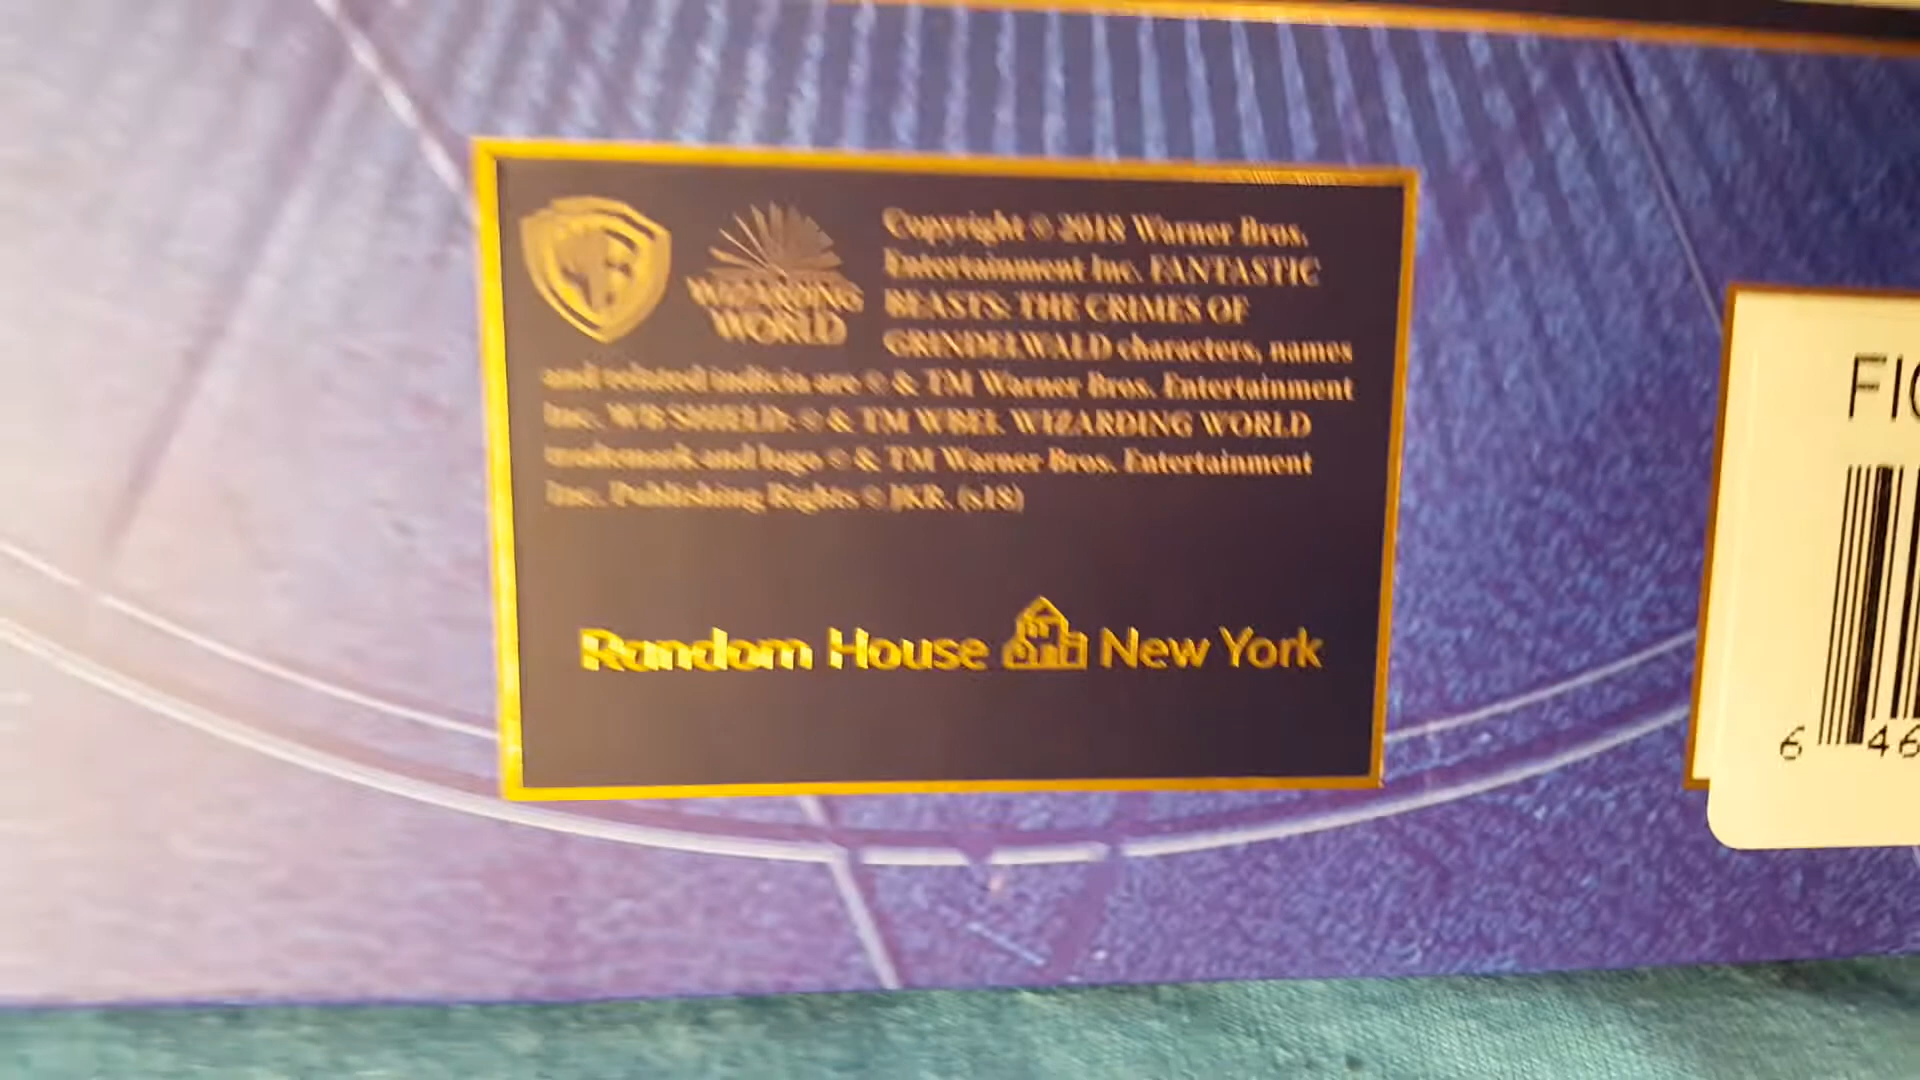 WIZARDING
WORLD
Copyright © 2018 Warner Bros.
Entertainment Inc. FANTASTIC
BEASTS: THE CRIMES OF
GRINDELWALD characters, names
and related indicia are © & TM Warner Bros. Entertainment
Inc. WB SHIELD: © & TM WBEI. WIZARDING WORLD
trademark and logo © & TM Warner Bros. Entertainment
Inc. Publishing Rights © JKR. (s18)
Random House New York
6 46